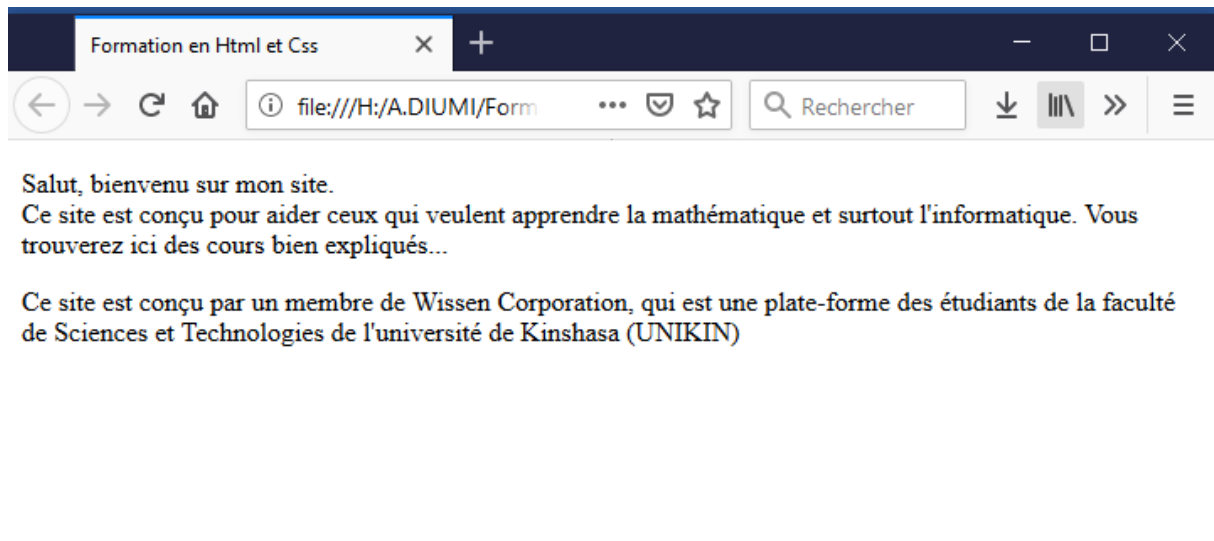 Formation en Html et Css
file:///H:/A.DIUMI/Form
Rechercher
Salut, bienvenu sur mon site.
Ce site est conçu pour aider ceux qui veulent apprendre la mathématique et surtout l'informatique. Vous
trouverez ici des cours bien expliqués...
Ce site est conçu par un membre de Wissen Corporation, qui est une plate-forme des étudiants de la faculté
de Sciences et Technologies de l'université de Kinshasa (UNIKIN)